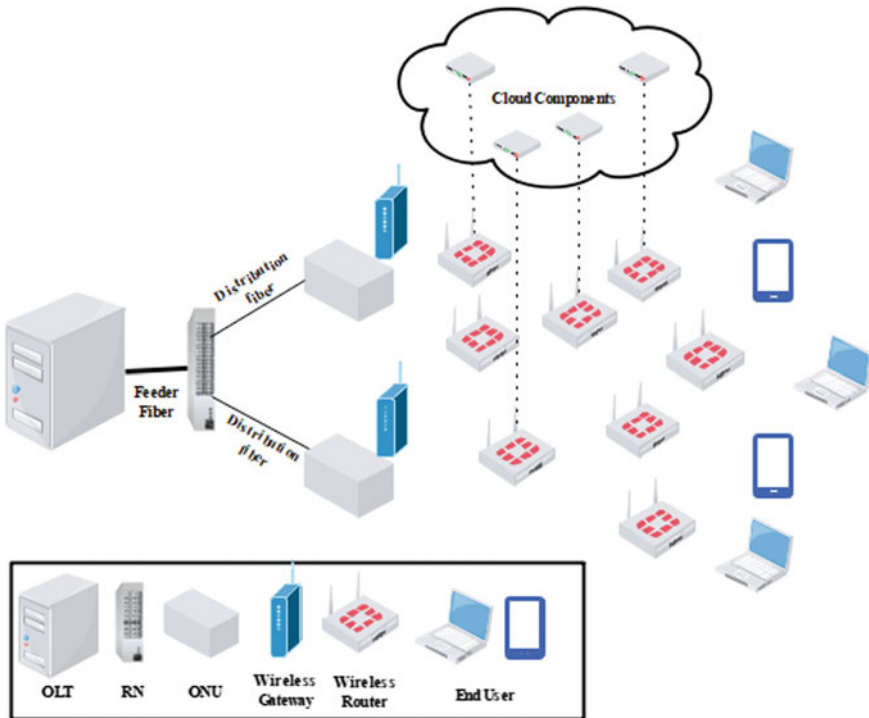 Cloud Components
Distribution
fiber
Feeder
Fiber
Distribution
fiber
OLT
RN
ONU
Wireless
Gateway
Wireless
Router
End User